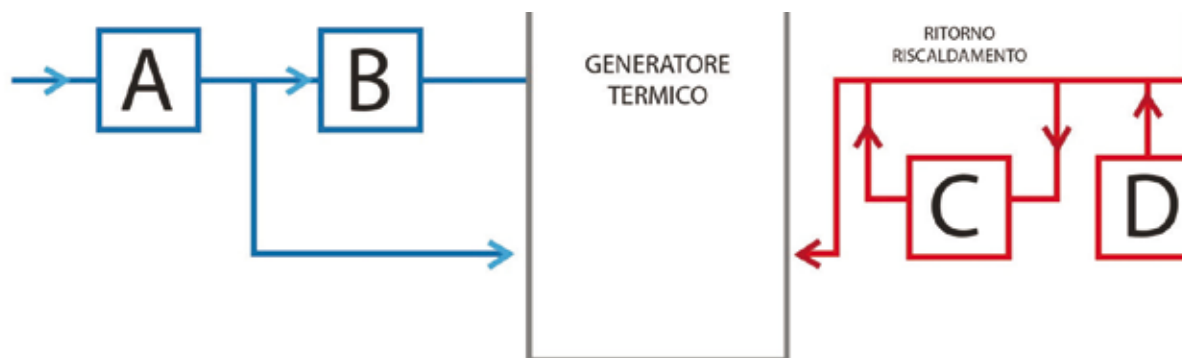 A
B
GENERATORE
TERMICO
RITORNO
RISCALDAMENTO
C
D